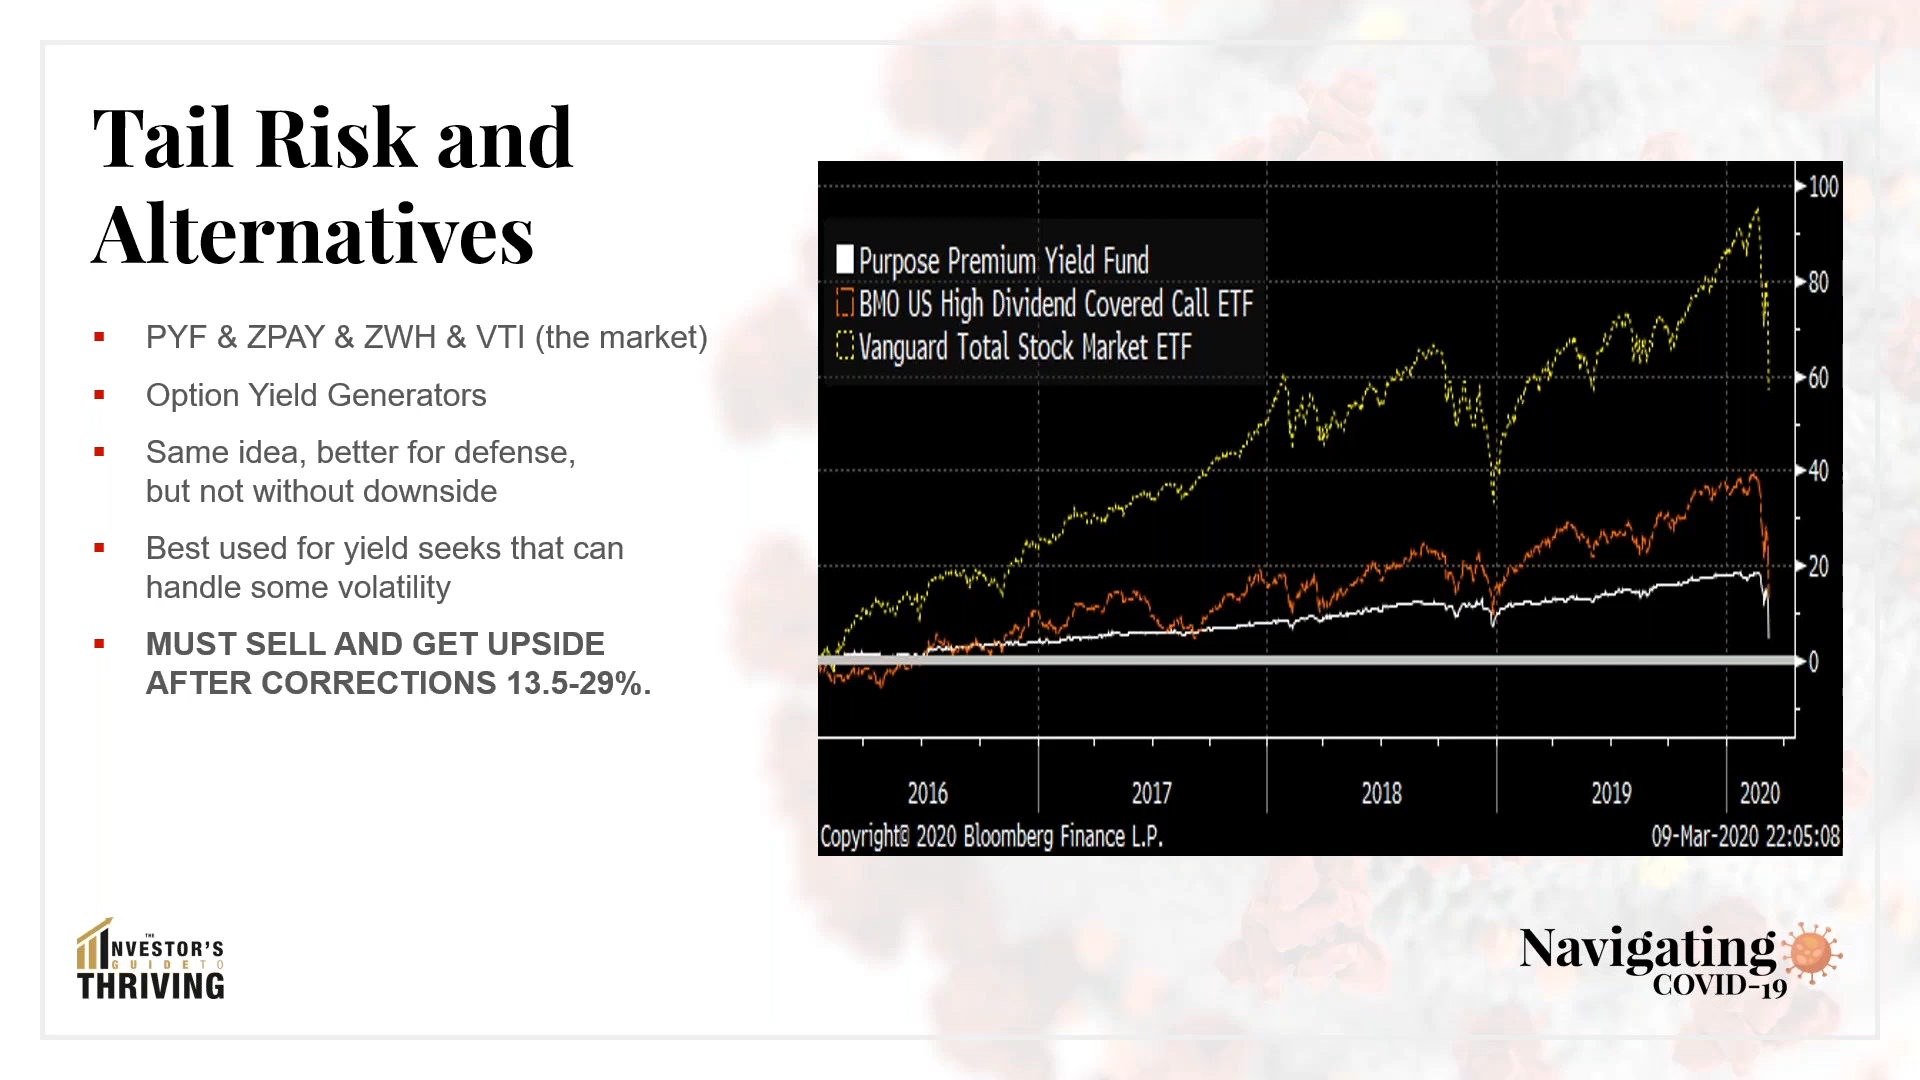 Tail Risk and
Alternatives
PYF & ZPAY & ZWH & VTI (the market)
Option Yield Generators
Same idea, better for defense,
but not without downside
Best used for yield seeks that can
handle some volatility
MUST SELL AND GET UPSIDE
AFTER CORRECTIONS 13.5-29%.
Purpose Premium Yield Fund
BMO US High Dividend Covered Call ETF
Vanguard Total Stock Market ETF
100
80
60
40
20
0
2016 2017 2018 2019 2020
Copyright© 2020 Bloomberg Finance L.P. 09-Mar-2020 22:05:08
THE
INVESTOR'S
GUIDE TO
THRIVING
Navigating
COVID-19